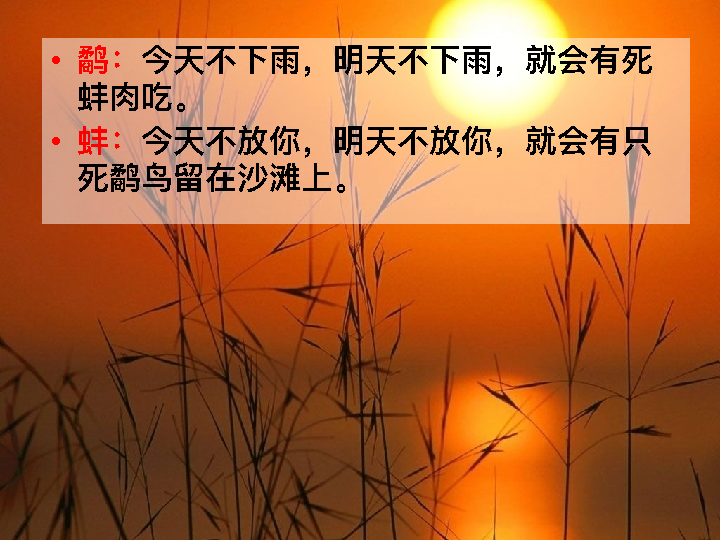 • 鹬：今天不下雨，明天不下雨，就会有死
蚌肉吃。
• 蚌：今天不放你，明天不放你，就会有只
死鹬鸟留在沙滩上。